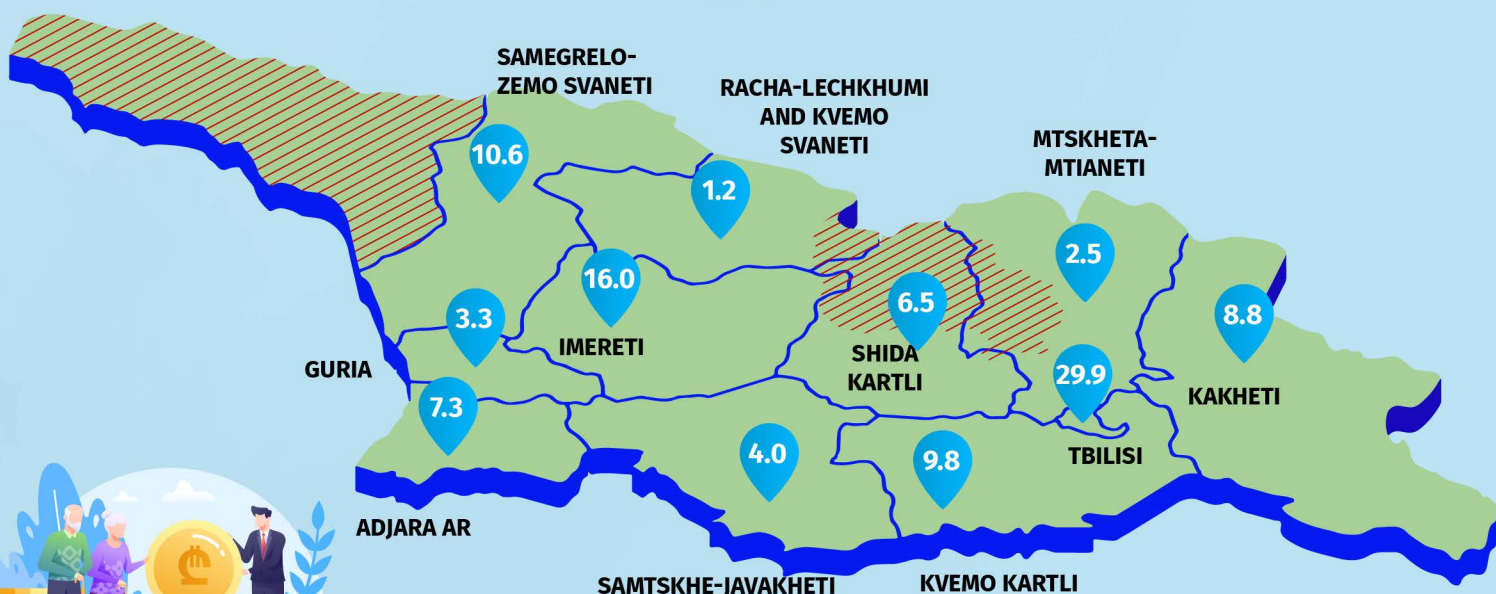 SAMEGRELO-
ZEMO SVANETI
10.6
RACHA-LECHKHUMI
AND KVEMO
SVANETI
1.2
MTSKHETA-
MTIANETI
2.5
16.0
IMERETI
6.5
SHIDA
KARTLI
8.8
KAKHETI
3.3
GURIA
29.9
TBILISI
7.3
ADJARA AR
4.0
SAMTSKHE-JAVAKHETI
9.8
KVEMO KARTLI
₾